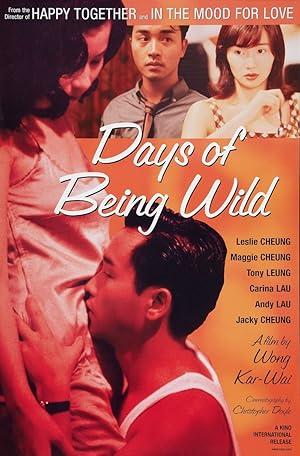 From the Director of HAPPY TOGETHER and IN THE MOOD FOR LOVE
Days of
Being Wild
Leslie CHEUNG
Maggie CHEUNG
Tony LEUNG
Carina LAU
Andy LAU
Jacky CHEUNG
A film by
Wong
Kar-Wai
Cinematography by
Christopher Doyle
A KINO
INTERNATIONAL
RELEASE